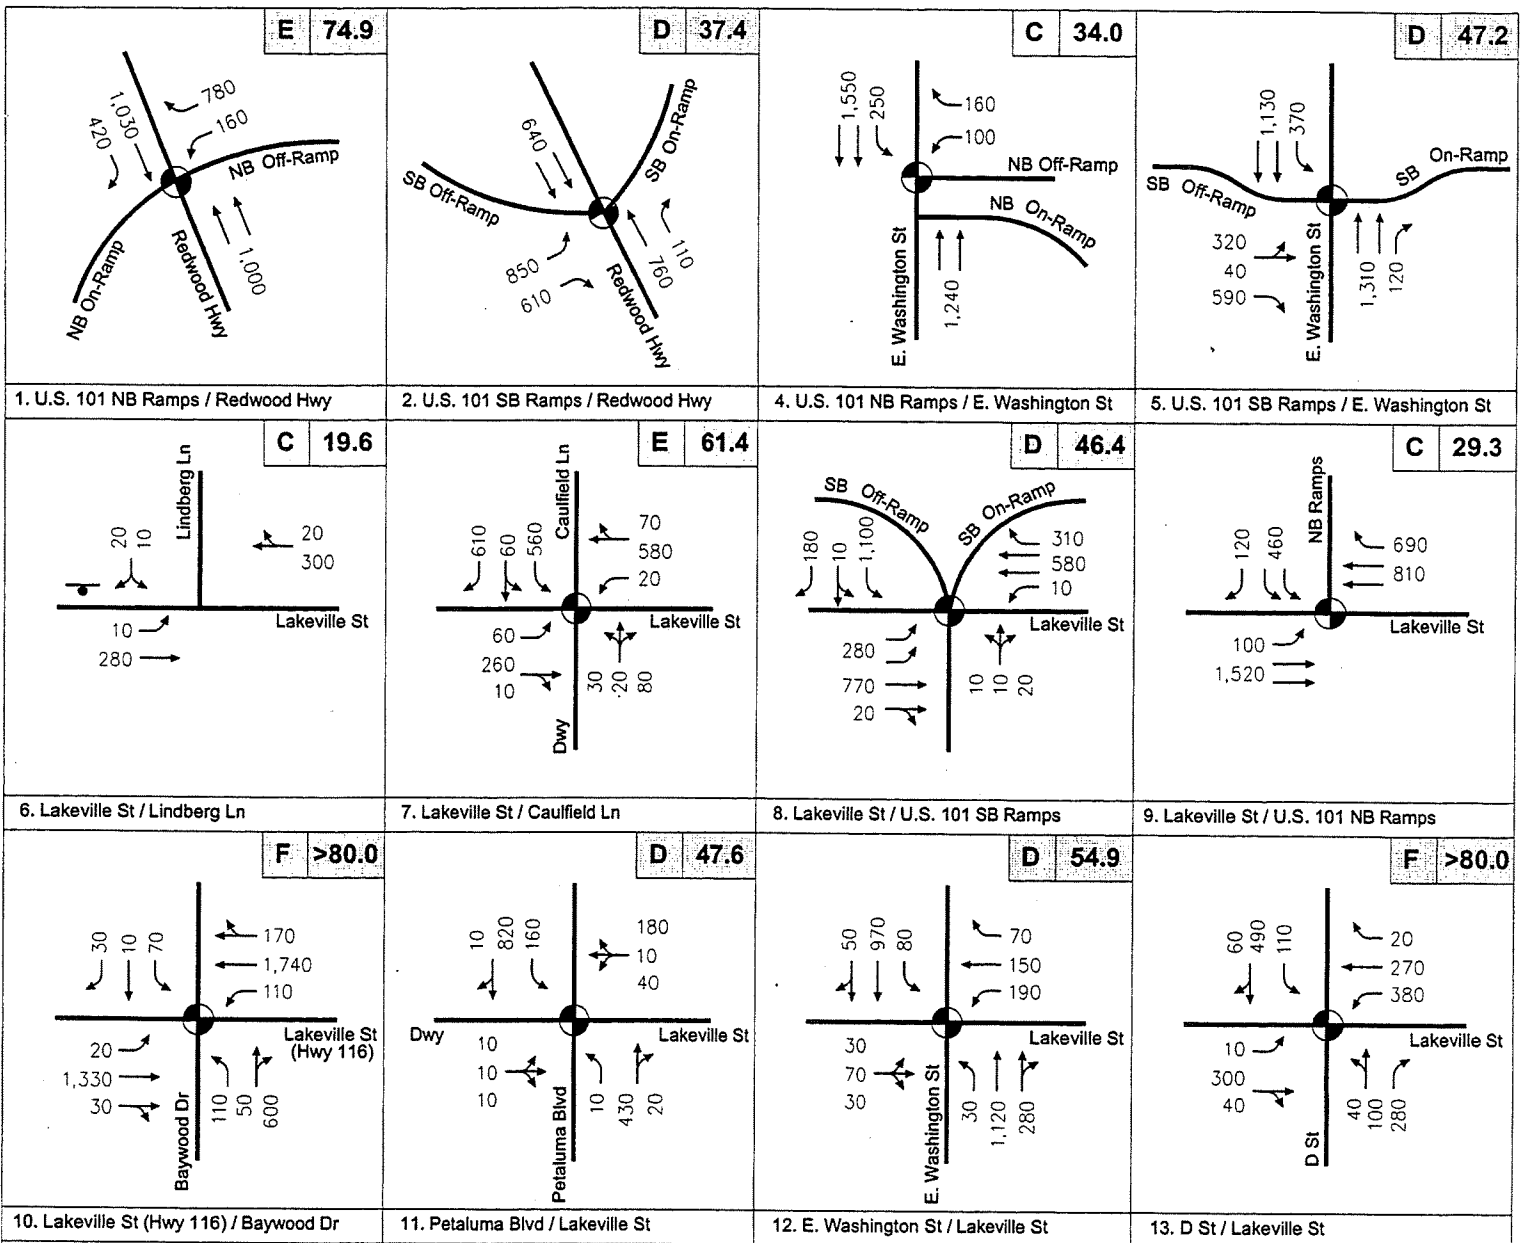 E 74.9
780
160
1,030
420
NB Off-Ramp
NB On-Ramp
Redwood Hwy
1,000
1. U.S. 101 NB Ramps / Redwood Hwy
D 37.4
640
SB On-Ramp
SB Off-Ramp
850
610
110
760
Redwood Hwy
2. U.S. 101 SB Ramps / Redwood Hwy
C 34.0
1,550
250
160
100
NB Off-Ramp
NB On-Ramp
E. Washington St
1,240
4. U.S. 101 NB Ramps / E. Washington St
D 47.2
1,130
370
SB On-Ramp
SB Off-Ramp
320
40
590
E. Washington St
1,310
120
5. U.S. 101 SB Ramps / E. Washington St
C 19.6
Lindberg Ln
20
10
20
300
Lakeville St
10
280
6. Lakeville St / Lindberg Ln
E 61.4
Caulfield Ln
610
60
560
70
580
20
Lakeville St
60
260
10
30
20
80
Dwy
7. Lakeville St / Caulfield Ln
D 46.4
SB Off-Ramp
SB On-Ramp
180
10
1,100
310
580
10
Lakeville St
280
770
20
10
10
20
8. Lakeville St / U.S. 101 SB Ramps
C 29.3
NB Ramps
120
460
690
810
Lakeville St
100
1,520
9. Lakeville St / U.S. 101 NB Ramps
F >80.0
30
10
70
170
1,740
110
Lakeville St
(Hwy 116)
20
1,330
30
110
50
600
Baywood Dr
10. Lakeville St (Hwy 116) / Baywood Dr
D 47.6
10
820
160
180
10
40
Dwy
Lakeville St
10
10
10
10
430
20
Petaluma Blvd
11. Petaluma Blvd / Lakeville St
D 54.9
50
970
80
70
150
190
Lakeville St
30
70
30
30
1,120
280
E. Washington St
12. E. Washington St / Lakeville St
F >80.0
60
490
110
20
270
380
Lakeville St
10
300
40
40
100
280
D St
13. D St / Lakeville St